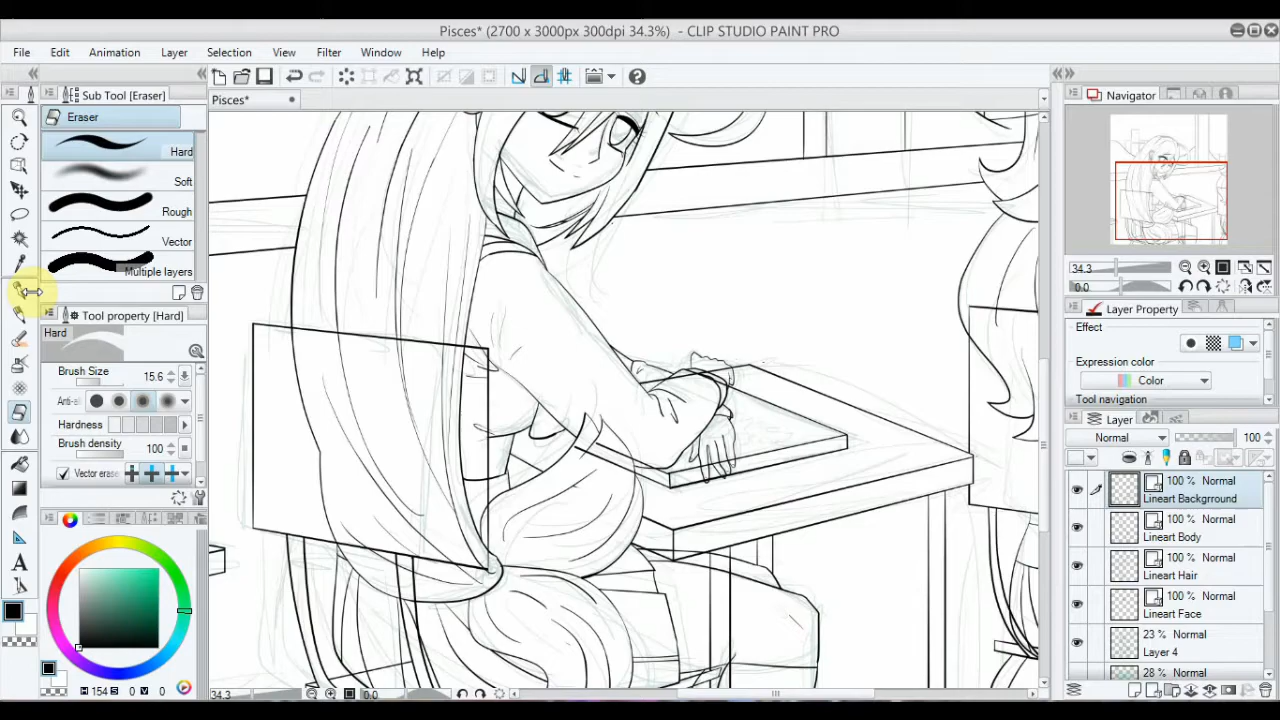 Pisces* (2700 x 3000px 300dpi 34.3%) - CLIP STUDIO PAINT PRO
File Edit Animation Layer Selection View Filter Window Help
Sub Tool [Eraser]
Pisces*
Navigator
Eraser
Hard
Soft
Rough
Vector
Multiple layers
34.3
0.0
Tool property [Hard]
Layer Property
Hard
Effect
Expression color
Color
Tool navigation
Brush Size 15.6
Anti-al
Hardness
Brush density 100
Vector erase
Layer
Normal 100
100 % Normal
Lineart Background
100 % Normal
Lineart Body
100 % Normal
Lineart Hair
100 % Normal
Lineart Face
23 % Normal
Layer 4
28 % Normal
H 154 S 0 V 0
34.3 0.0